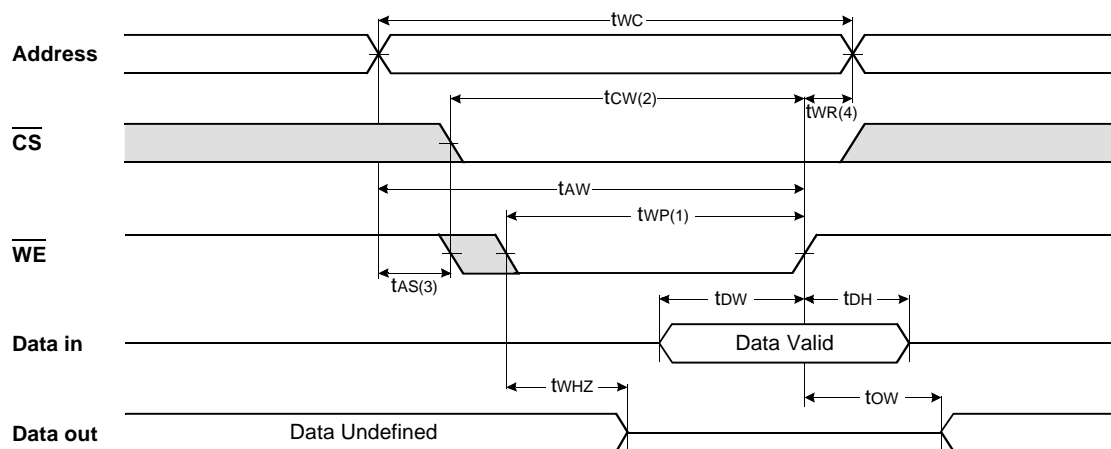 tWC
Address
tCW(2)
tWR(4)
CS
tAW
tWP(1)
WE
tAS(3)
tDW
tDH
Data in
Data Valid
tWHZ
tOW
Data out
Data Undefined